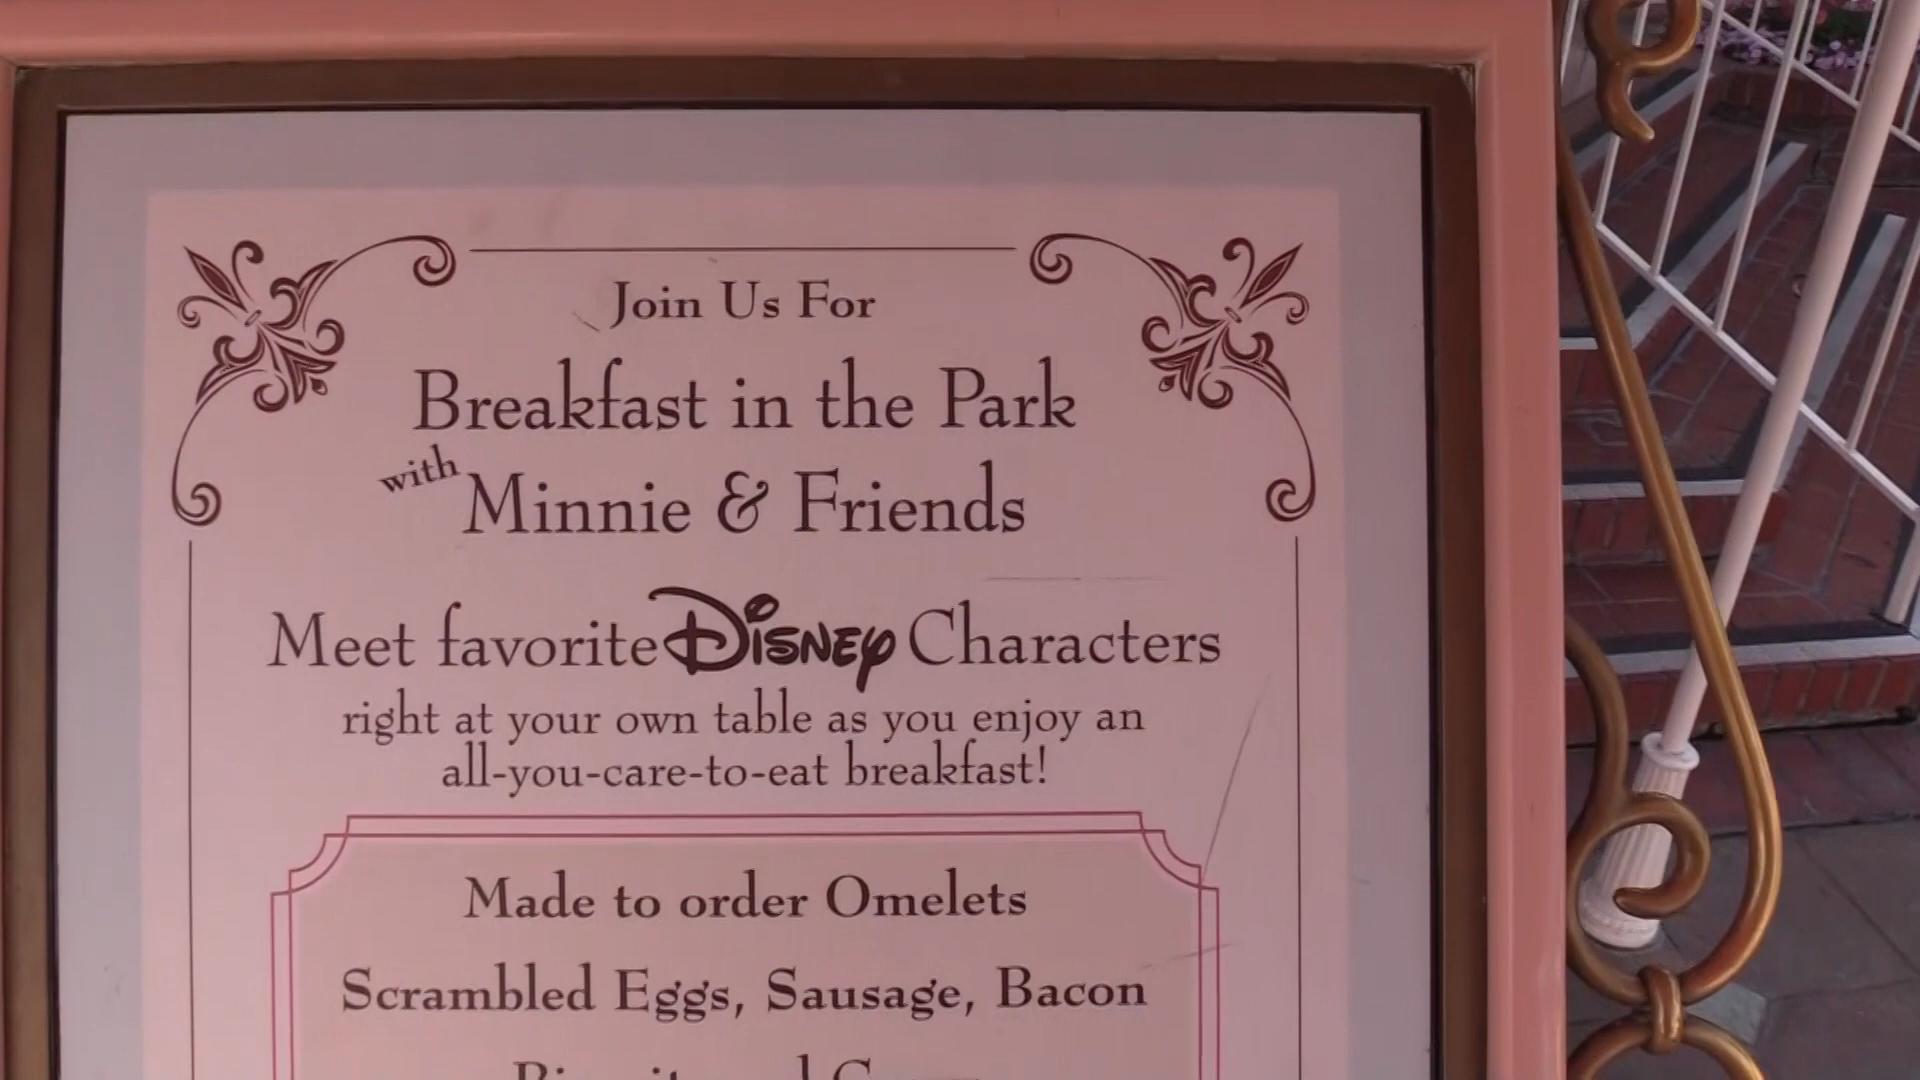 Join Us For
Breakfast in the Park
with Minnie & Friends
Meet favorite Disney Characters
right at your own table as you enjoy an
all-you-care-to-eat breakfast!
Made to order Omelets
Scrambled Eggs, Sausage, Bacon